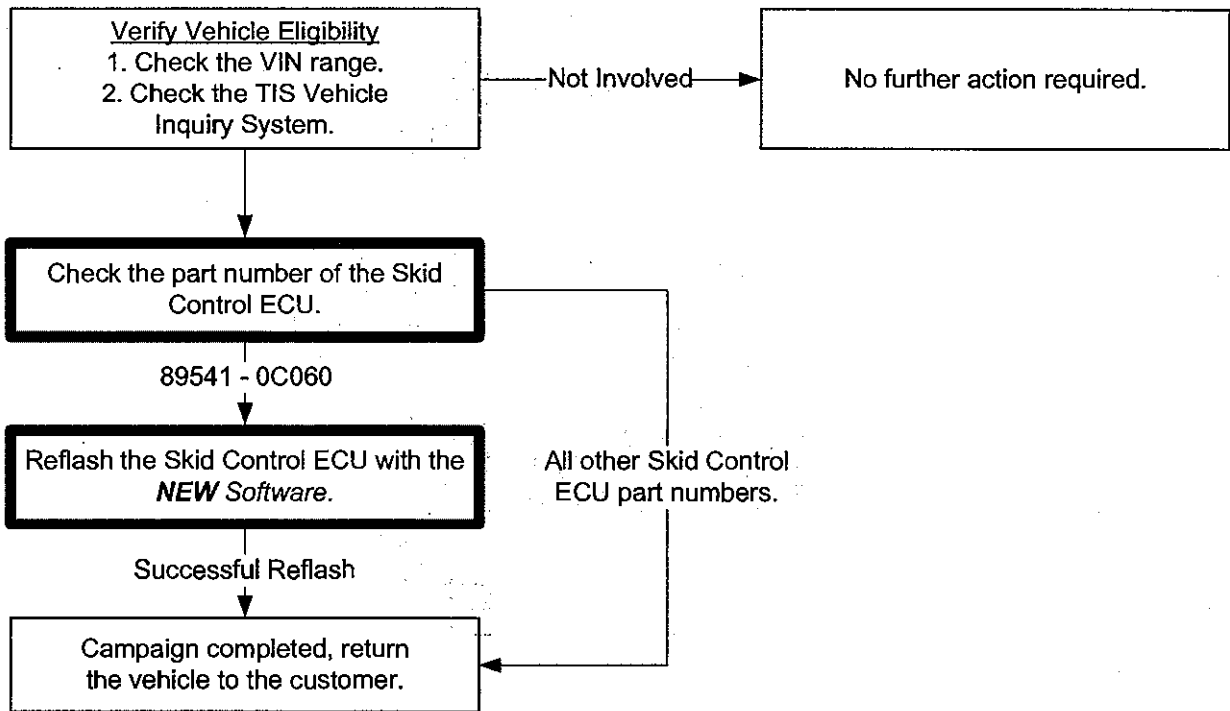 Verify Vehicle Eligibility
1. Check the VIN range.
2. Check the TIS Vehicle
Inquiry System.
Not Involved
No further action required.
Check the part number of the Skid
Control ECU.
89541 - 0C060
Reflash the Skid Control ECU with the
NEW Software.
All other Skid Control
ECU part numbers.
Successful Reflash
Campaign completed, return
the vehicle to the customer.